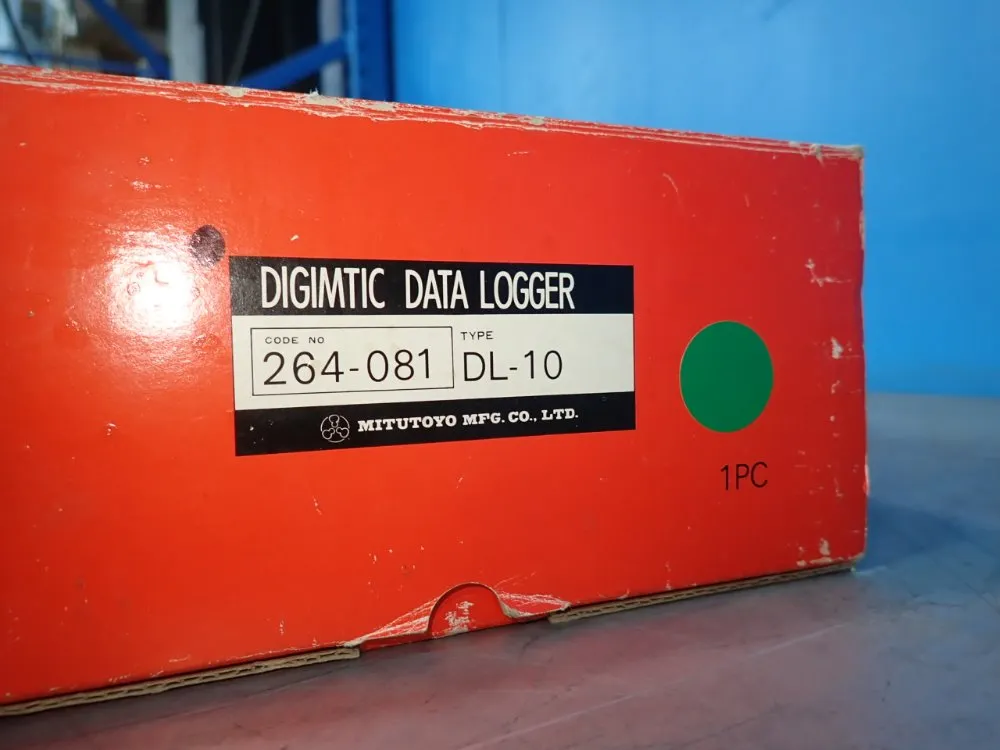 DIGIMTIC DATA LOGGER
CODE NO
264-081
TYPE
DL-10
MITUTOYO MFG. CO., LTD.
1PC